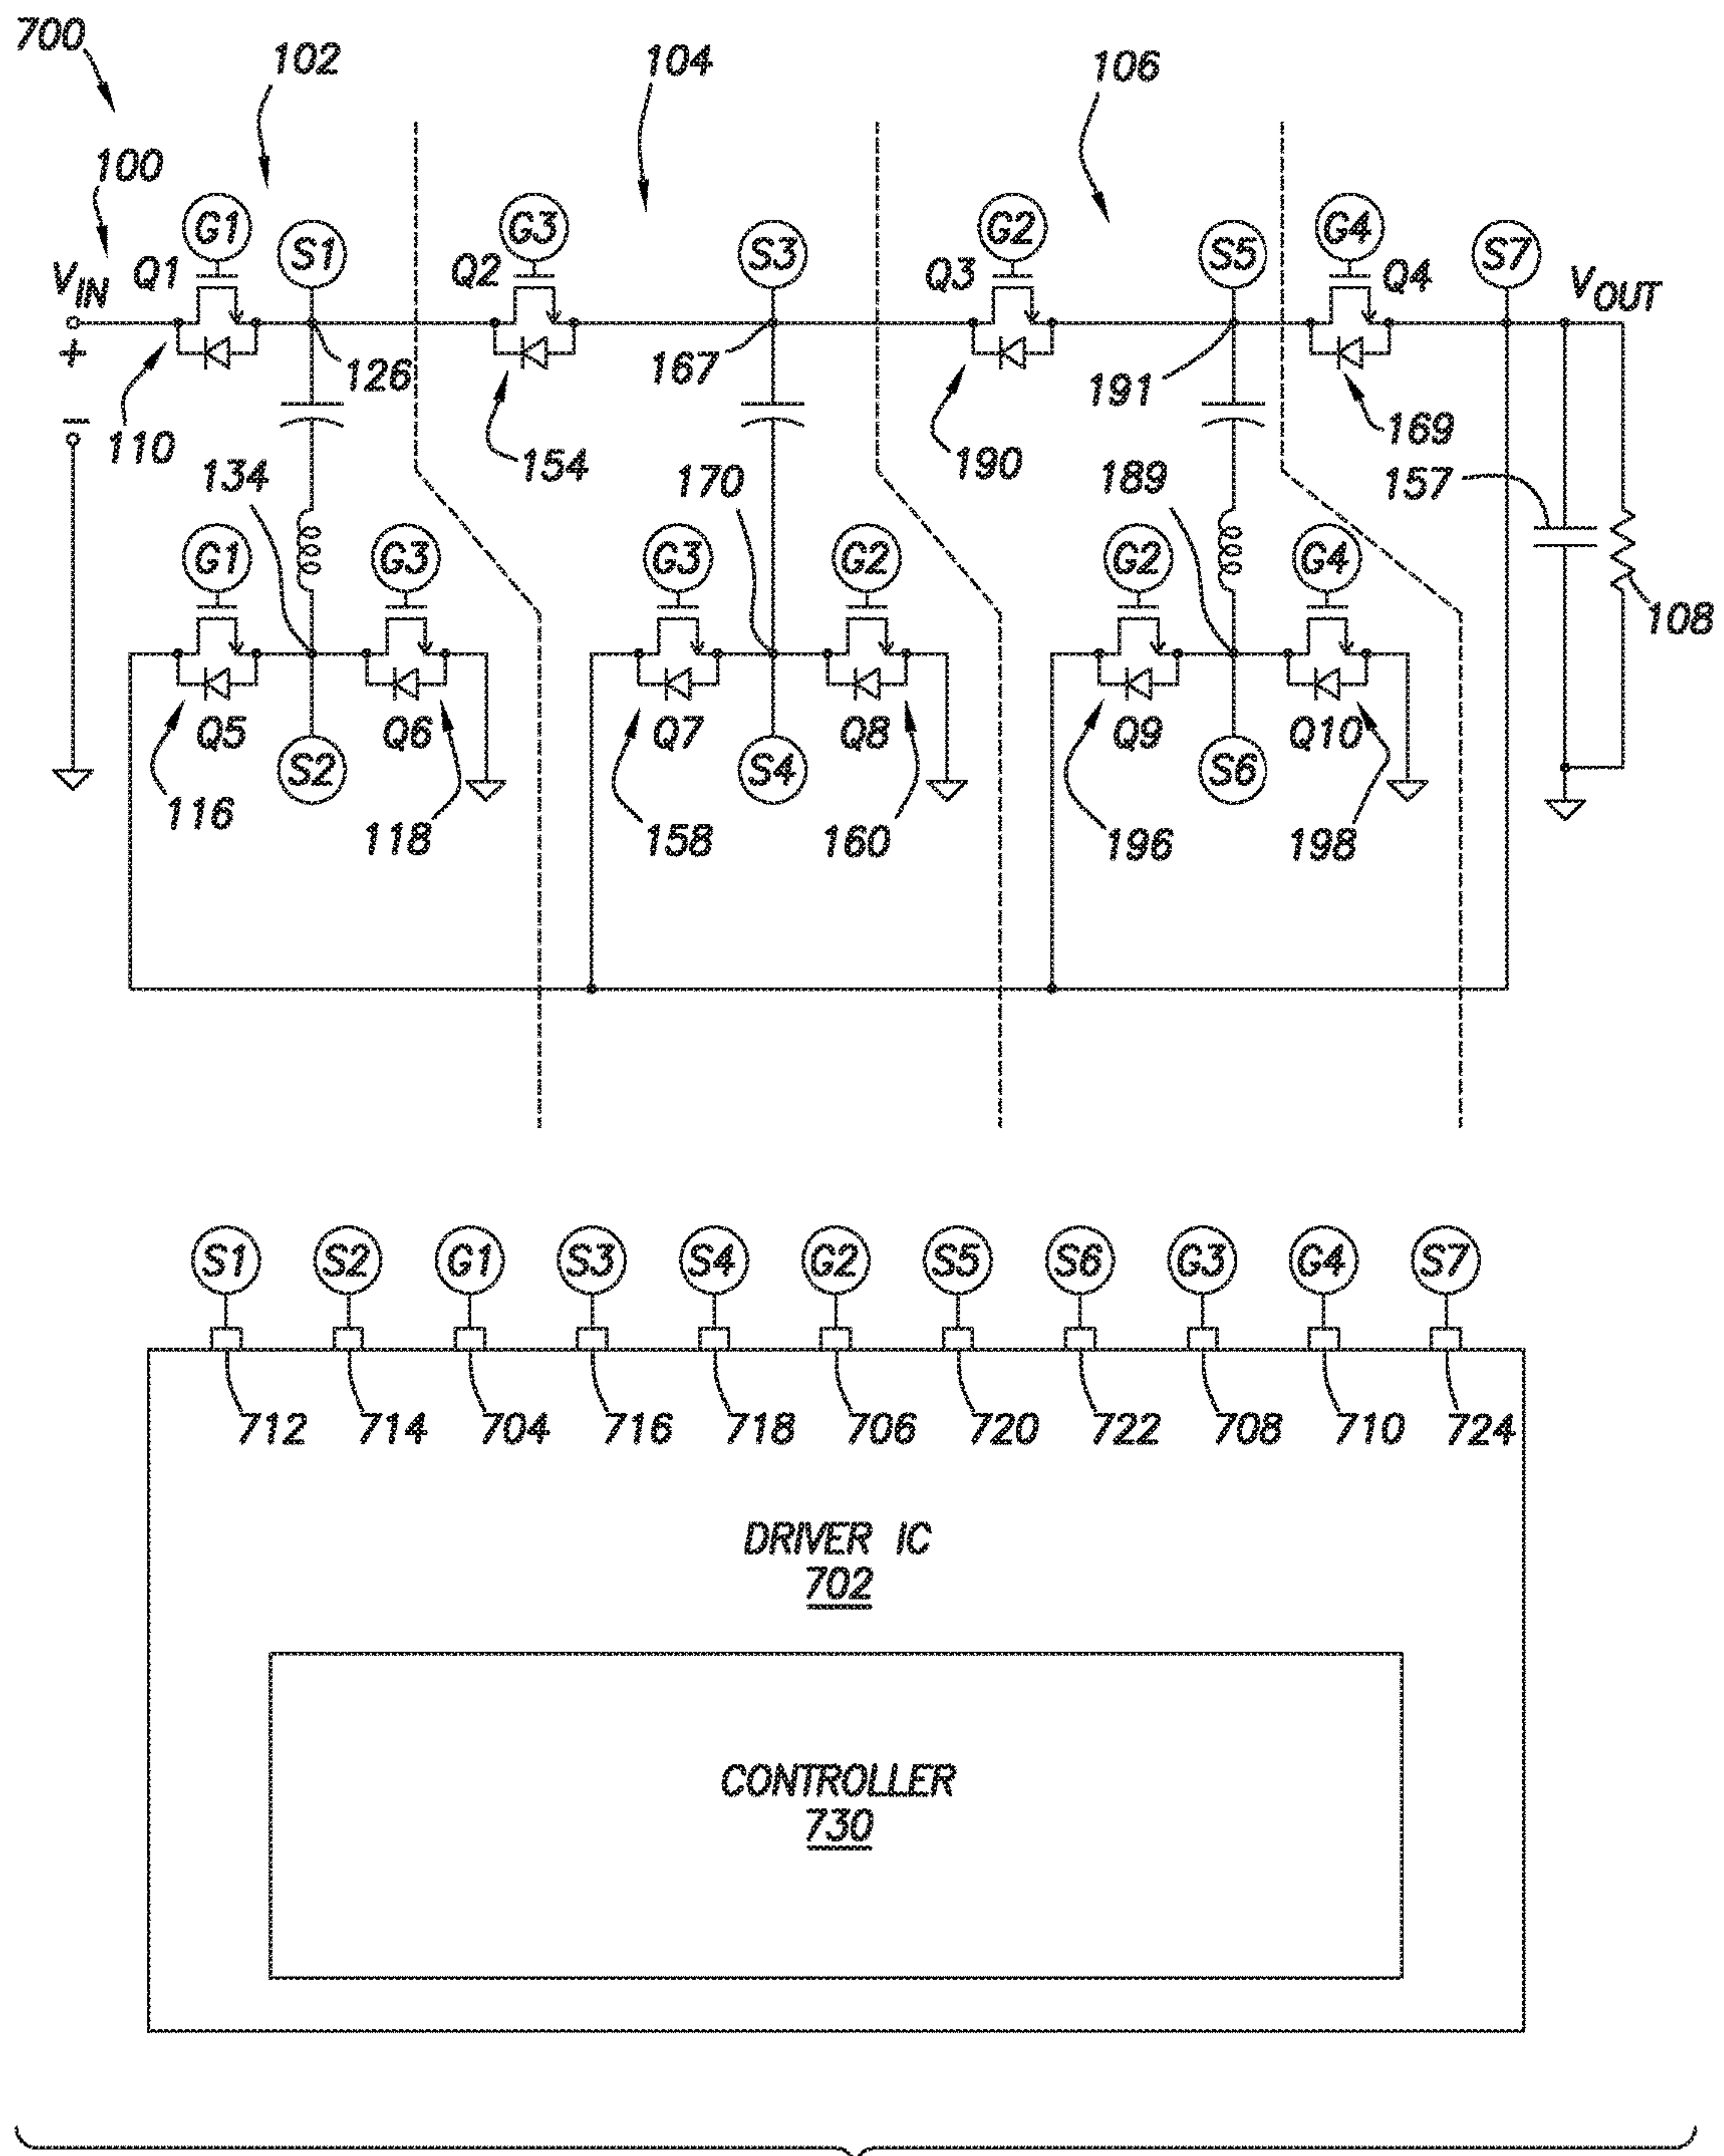 700
102
104
106
100
G1
S1
G3
S3
G2
S5
G4
S7
VIN
Q1
Q2
Q3
Q4
VOUT
+
126
167
191
−
110
154
190
169
134
170
189
157
G1
G3
G3
G2
G2
G4
108
Q5
Q6
Q7
Q8
Q9
Q10
S2
S4
S6
116
118
158
160
196
198
S1 S2 G1 S3 S4 G2 S5 S6 G3 G4 S7
712 714 704 716 718 706 720 722 708 710 724
DRIVER IC
702
CONTROLLER
730